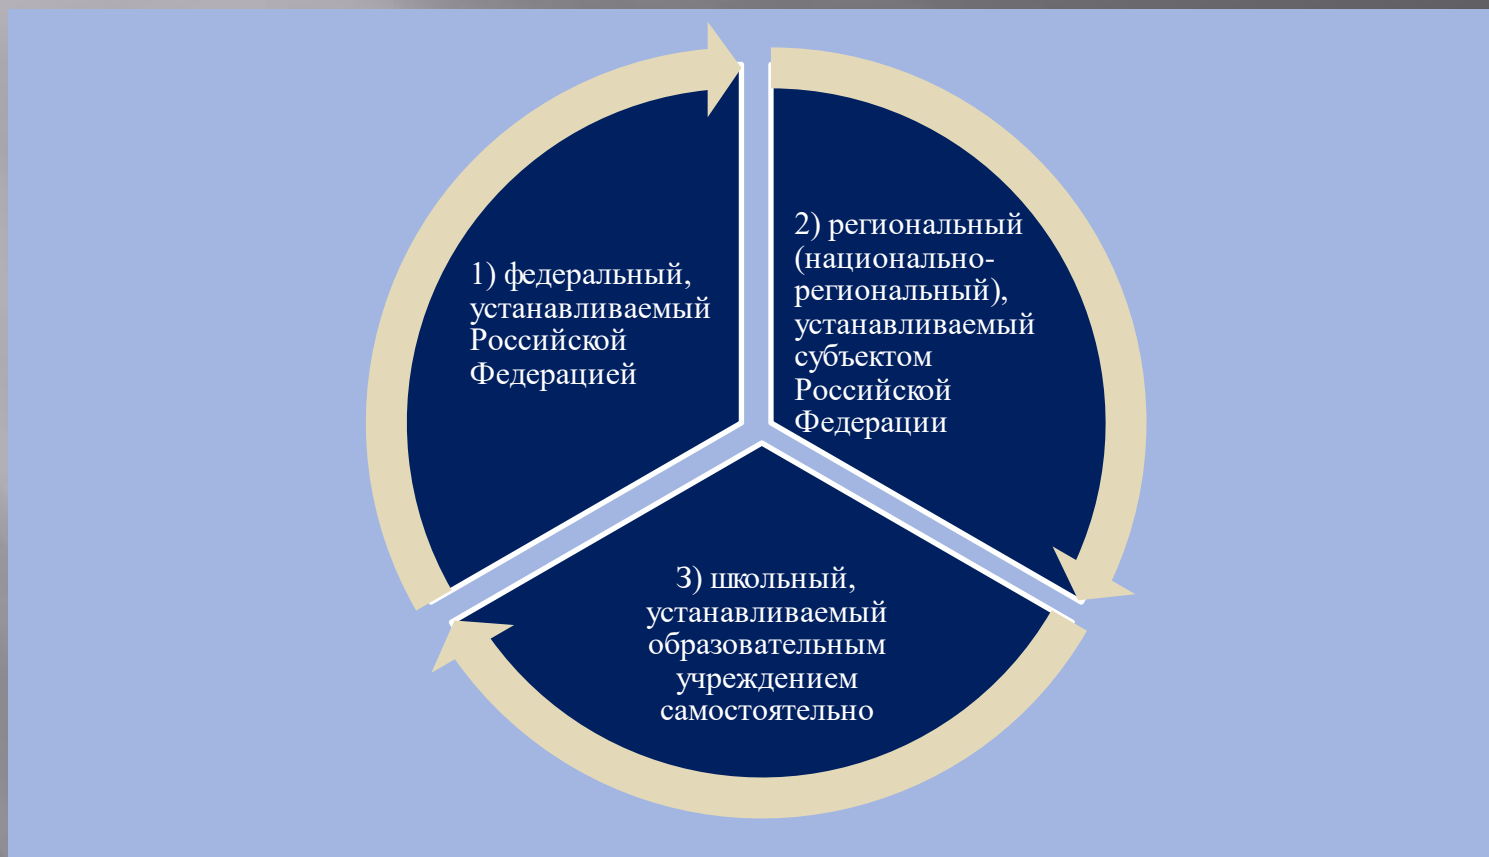 1) федеральный,
устанавливаемый
Российской
Федерацией
2) региональный
(национально-
региональный),
устанавливаемый
субъектом
Российской
Федерации
3) школьный,
устанавливаемый
образовательным
учреждением
самостоятельно